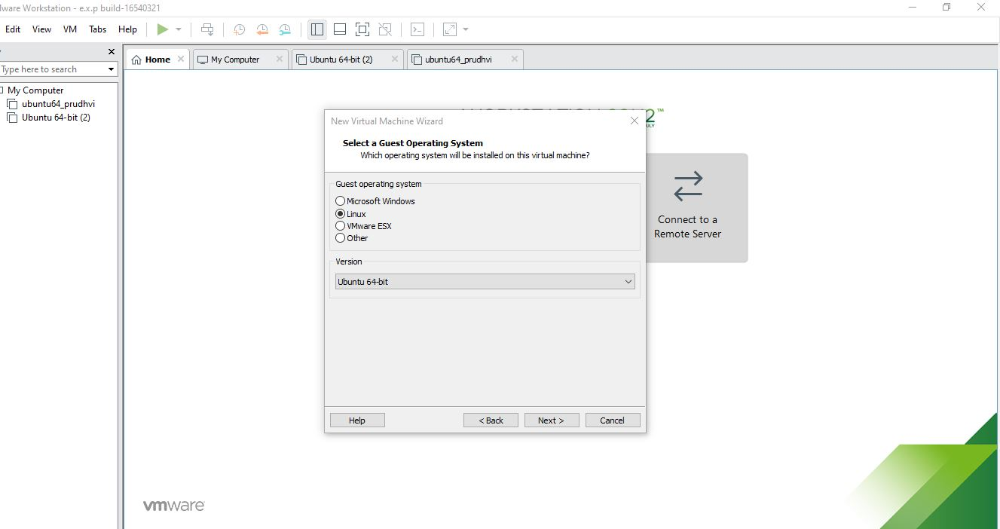 ware Workstation - e.x.p build-16540321
Edit View VM Tabs Help
Type here to search
Home
My Computer
Ubuntu 64-bit (2)
ubuntu64_prudhvi
My Computer
ubuntu64_prudhvi
Ubuntu 64-bit (2)
2™
New Virtual Machine Wizard
Select a Guest Operating System
Which operating system will be installed on this virtual machine?
Guest operating system
Microsoft Windows
Linux
VMware ESX
Other
Version
Ubuntu 64-bit
Help
< Back
Next >
Cancel
Connect to a
Remote Server
vmware